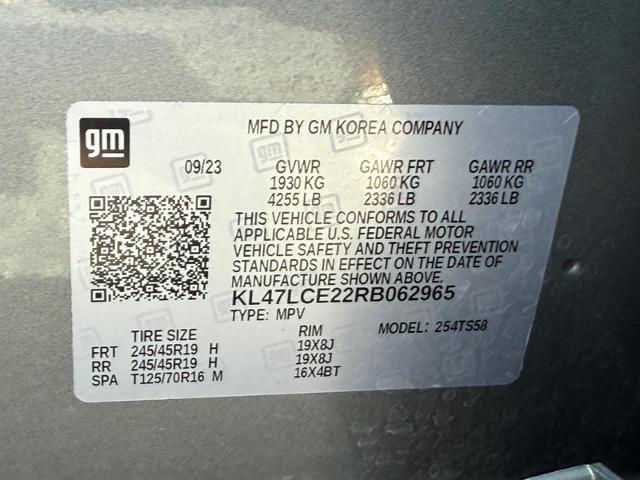 gm
MFD BY GM KOREA COMPANY
09/23 GVWR GAWR FRT GAWR RR
1930 KG 1060 KG 1060 KG
4255 LB 2336 LB 2336 LB
THIS VEHICLE CONFORMS TO ALL
APPLICABLE U.S. FEDERAL MOTOR
VEHICLE SAFETY AND THEFT PREVENTION
STANDARDS IN EFFECT ON THE DATE OF
MANUFACTURE SHOWN ABOVE.
KL47LCE22RB062965
TYPE: MPV
TIRE SIZE RIM MODEL: 254TS58
FRT 245/45R19 H 19X8J
RR 245/45R19 H 19X8J
SPA T125/70R16 M 16X4BT